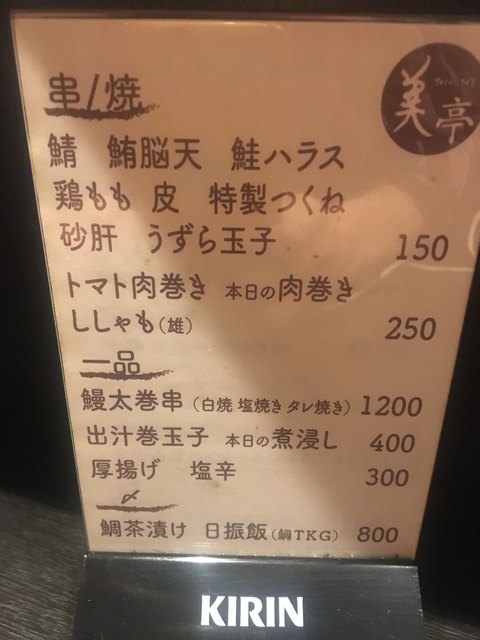 串/焼
美亭
鯖 鮪脳天 鮭ハラス
鶏もも 皮 特製つくね
砂肝 うずら玉子 150
トマト肉巻き 本日の肉巻き
ししゃも(雄) 250
一品
鰻太巻串(白焼 塩焼き タレ焼き) 1200
出汁巻玉子 本日の煮浸し 400
厚揚げ 塩辛 300
〆
鯛茶漬け 日振飯(鯛TKG) 800
KIRIN